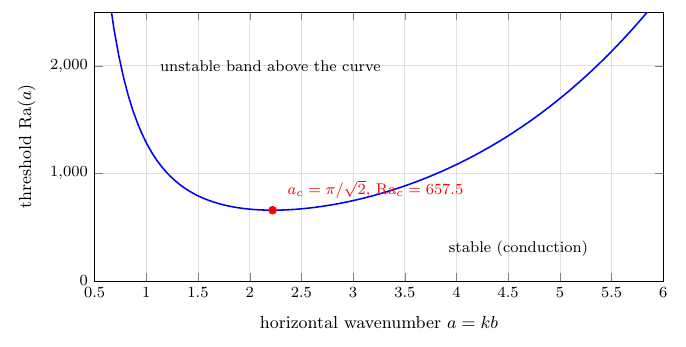 2,000
1,000
0
threshold Ra(a)
unstable band above the curve
a_c = π/√2, Ra_c = 657.5
stable (conduction)
0.5 1 1.5 2 2.5 3 3.5 4 4.5 5 5.5 6
horizontal wavenumber a = kb